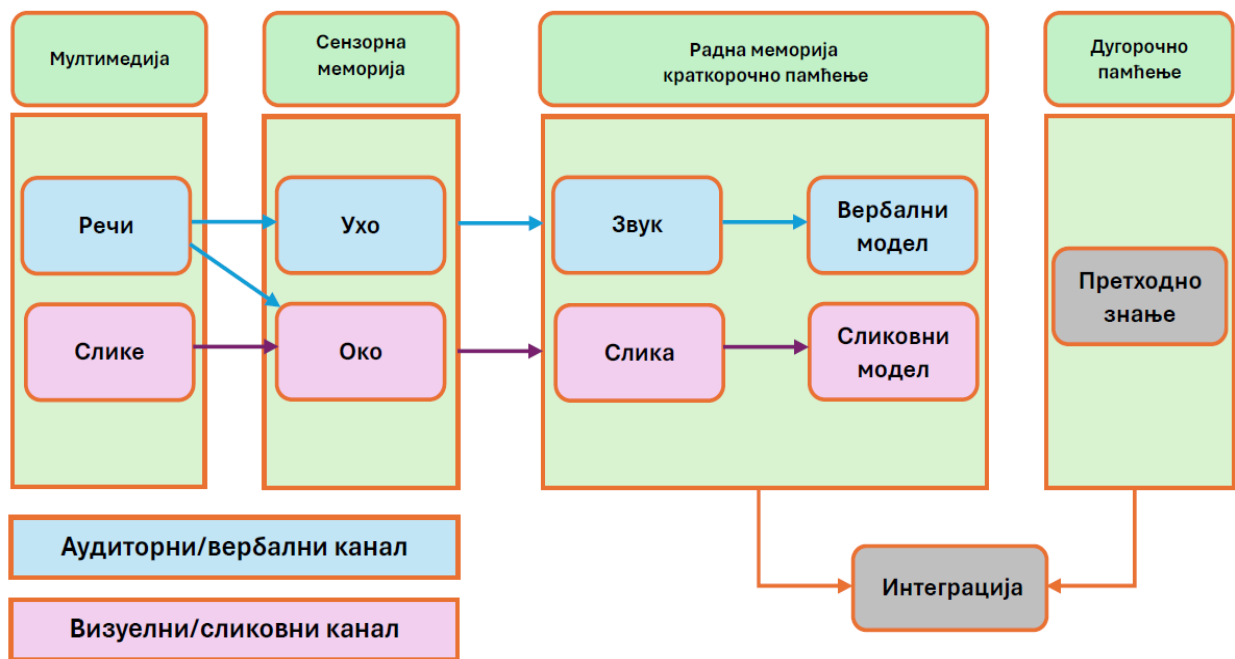 Мултимедија
Сензорна
меморија
Радна меморија
краткорочно памћење
Дугорочно
памћење
Речи
Ухо
Звук
Вербални
модел
Слике
Око
Слика
Сликовни
модел
Претходно
знање
Аудиторни/вербални канал
Интеграција
Визуелни/сликовни канал